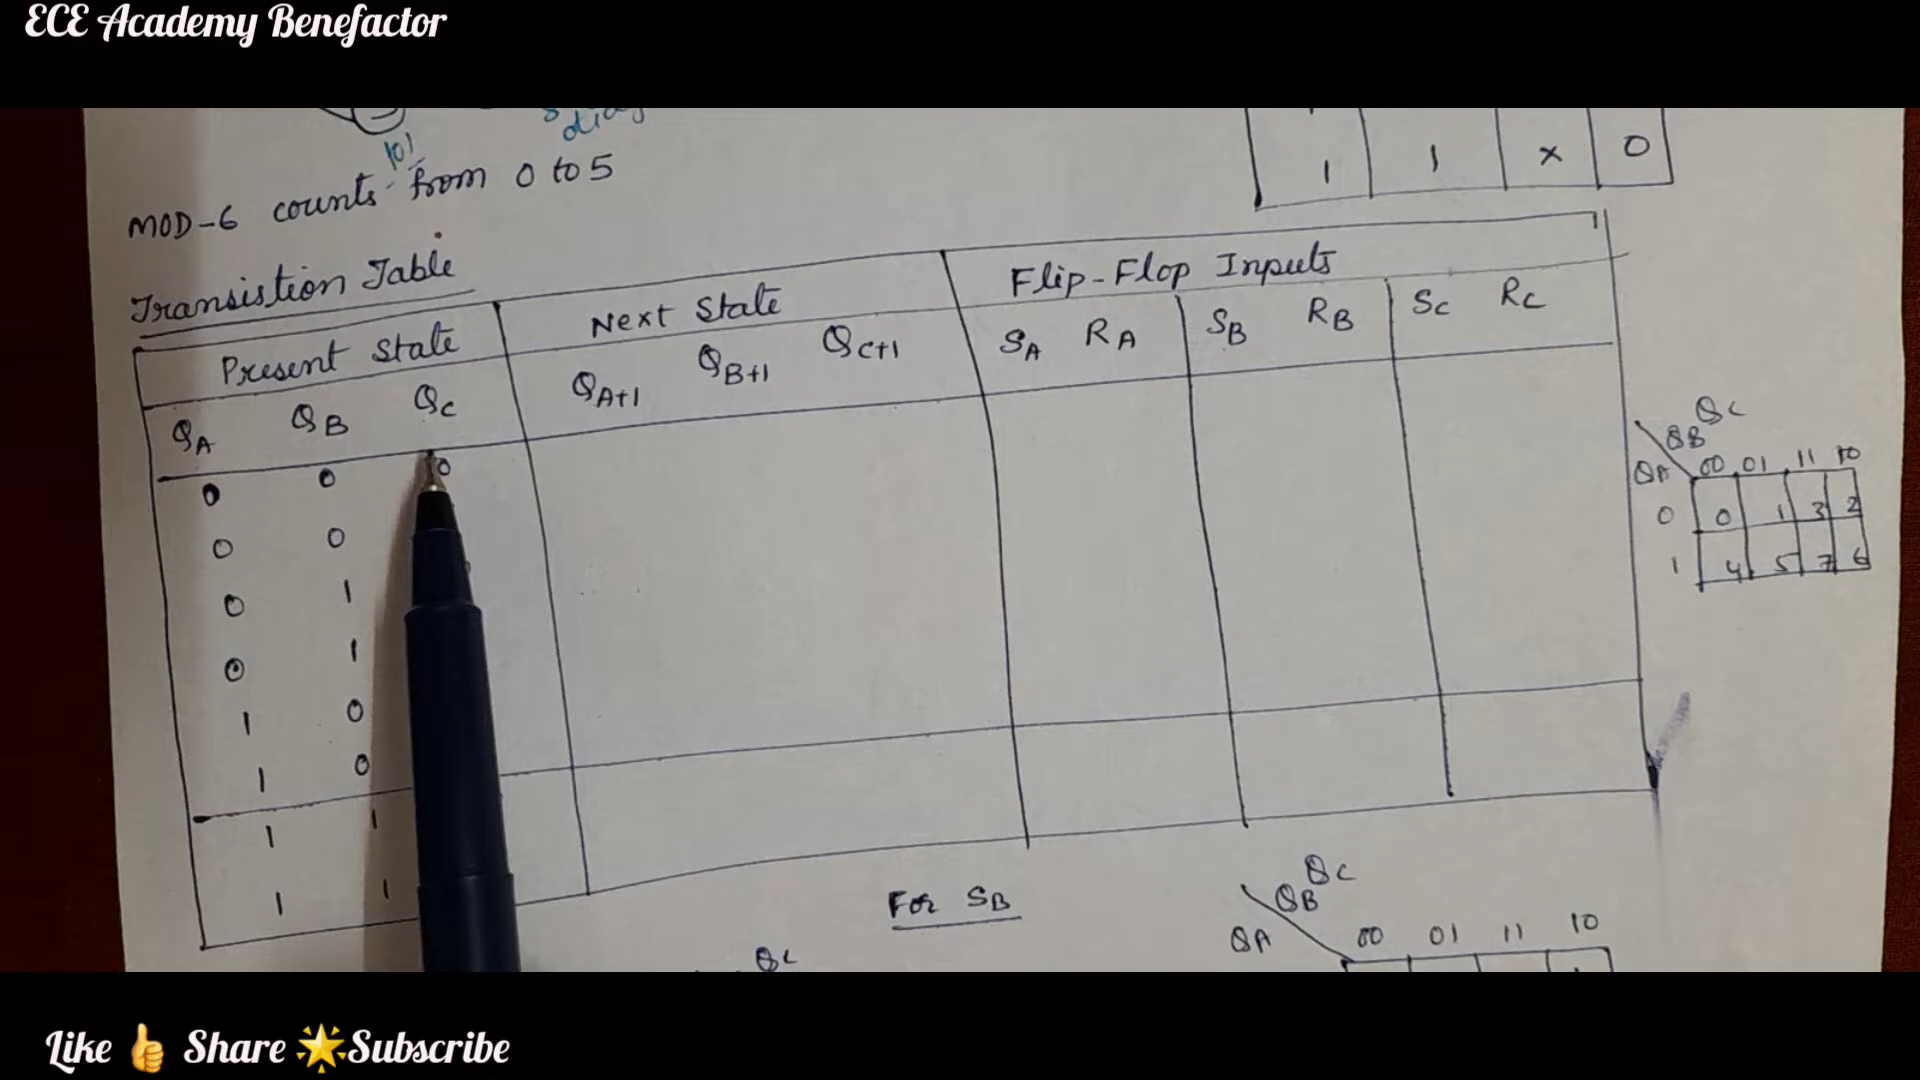 ECE Academy Benefactor
101
MOD-6 counts from 0 to 5
1 1 x 0
Transistion Table
Present State Next State Flip-Flop Inputs
QA QB QC QA+1 QB+1 QC+1 SA RA SB RB SC RC
0 0 0
0 0
0 1
0 1
1 0
1 0
1 1
1 1
QC
QB
QA 00 01 11 10
0 0 1 3 2
1 4 5 7 6
For SB
QC
QC
QB
QA 00 01 11 10
Like 👍 Share 🌟Subscribe